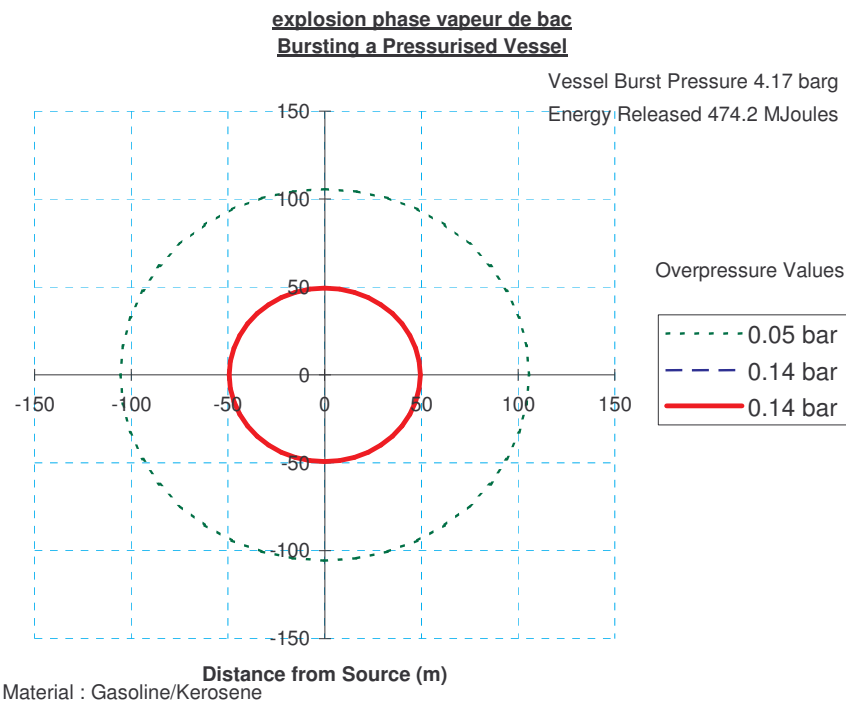 explosion phase vapeur de bac
Bursting a Pressurised Vessel
Vessel Burst Pressure 4.17 barg
Energy Released 474.2 MJoules
150
100
50
0
-150 -100 -50 0 50 100 150
-50
-100
-150
Overpressure Values
0.05 bar
0.14 bar
0.14 bar
Distance from Source (m)
Material : Gasoline/Kerosene